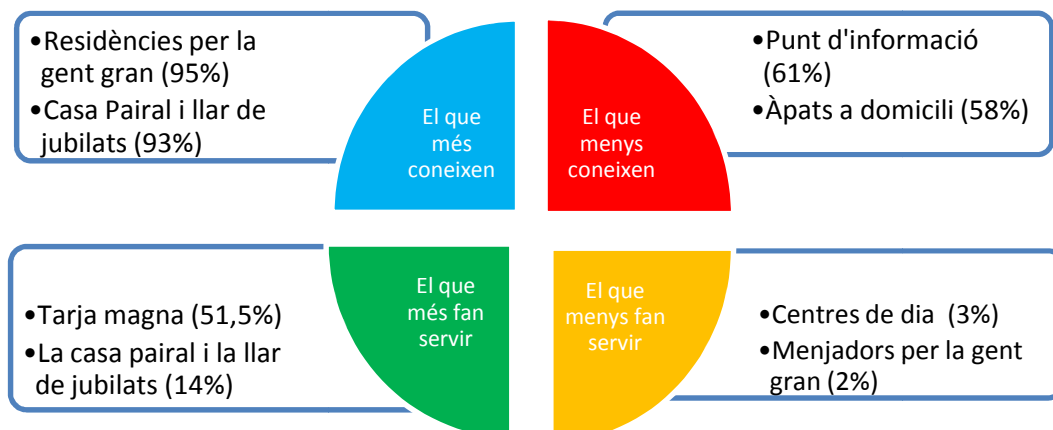 •Residències per la
gent gran (95%)
•Casa Pairal i llar de
jubilats (93%)
El que
més
coneixen
El que
menys
coneixen
•Punt d'informació
(61%)
•Àpats a domicili (58%)
•Tarja magna (51,5%)
•La casa pairal i la llar
de jubilats (14%)
El que
més fan
servir
El que
menys fan
servir
•Centres de dia  (3%)
•Menjadors per la gent
gran (2%)